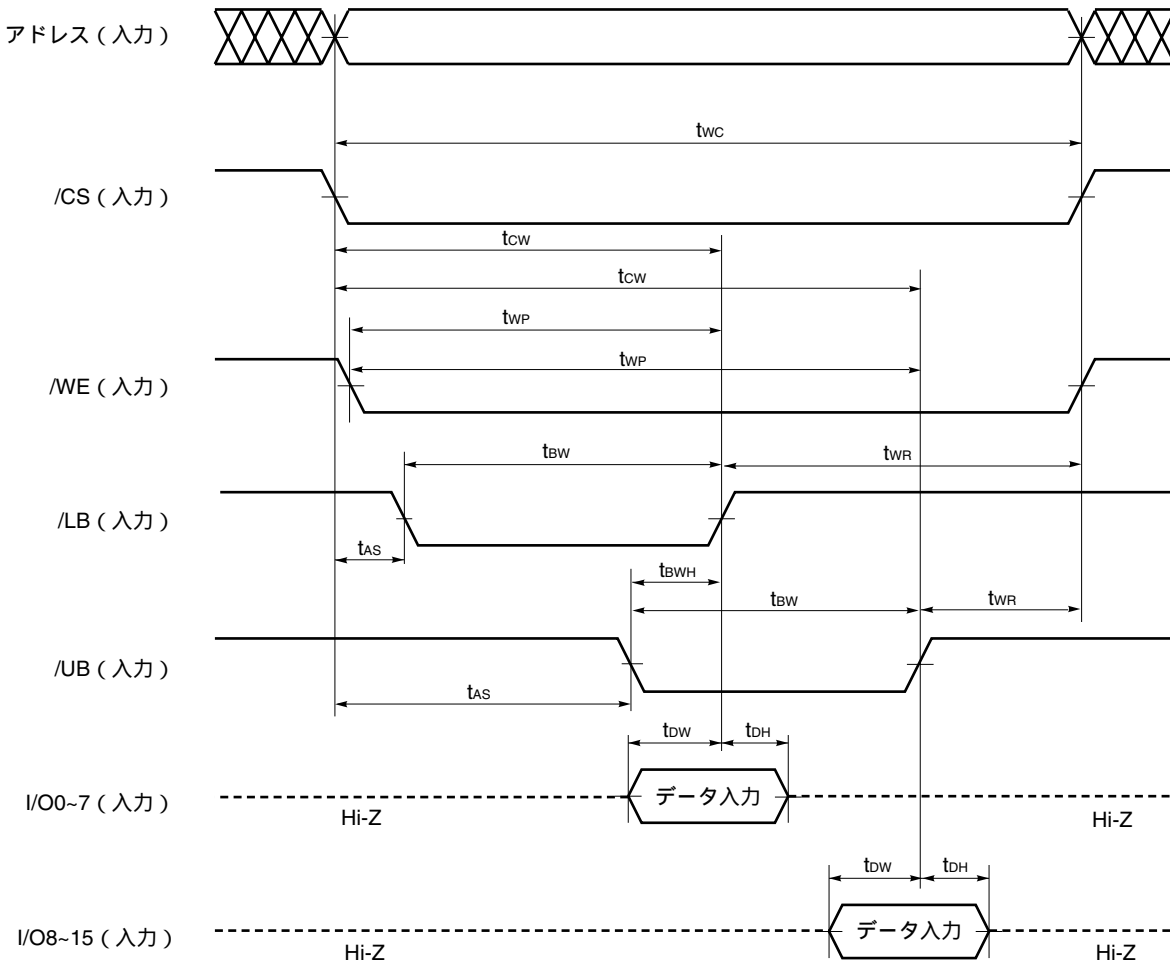 アドレス（入力）
tWC
/CS（入力）
tCW
tCW
tWP
tWP
/WE（入力）
tBW
tWR
/LB（入力）
tAS
tBWH
tBW
tWR
/UB（入力）
tAS
tDW
tDH
I/O0~7（入力）
データ入力
Hi-Z
Hi-Z
tDW
tDH
I/O8~15（入力）
データ入力
Hi-Z
Hi-Z